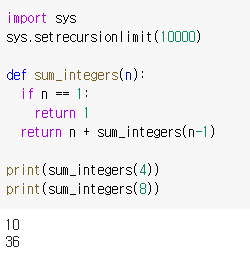 import sys
sys.setrecursionlimit(10000)
def sum_integers(n):
  if n == 1:
    return 1
  return n + sum_integers(n-1)
print(sum_integers(4))
print(sum_integers(8))
10
36